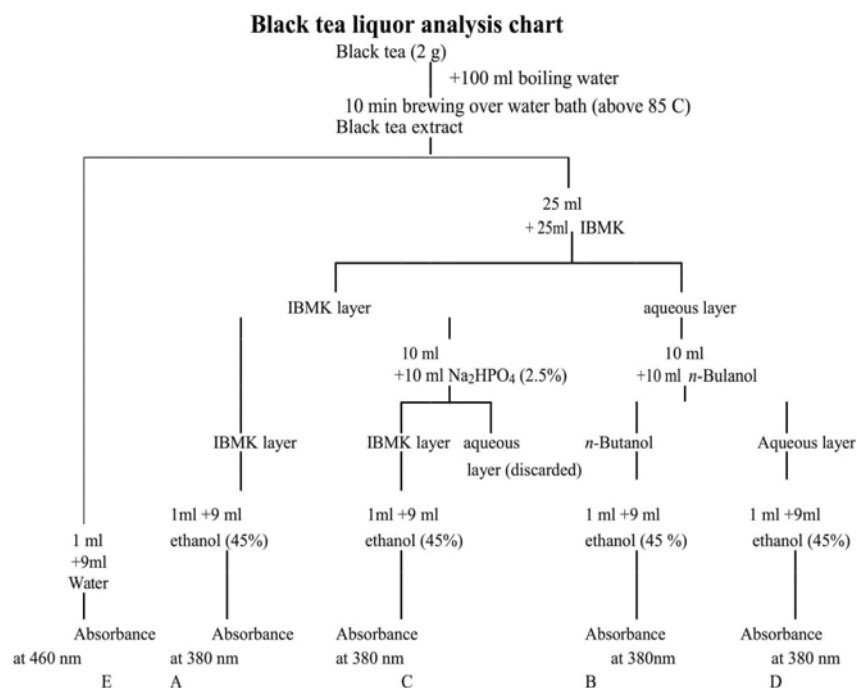 Black tea liquor analysis chart
Black tea (2 g)
+100 ml boiling water
10 min brewing over water bath (above 85 C)
Black tea extract
25 ml
+ 25ml IBMK
IBMK layer
aqueous layer
10 ml
+10 ml Na₂HPO₄ (2.5%)
10 ml
+10 ml n-Bulanol
IBMK layer
IBMK layer
aqueous
layer (discarded)
n-Butanol
Aqueous layer
1 ml
+9ml
Water
1ml +9 ml
ethanol (45%)
1ml +9 ml
ethanol (45%)
1 ml +9 ml
ethanol (45 %)
1 ml +9ml
ethanol (45%)
Absorbance
at 460 nm
E
Absorbance
at 380 nm
A
Absorbance
at 380 nm
C
Absorbance
at 380nm
B
Absorbance
at 380 nm
D